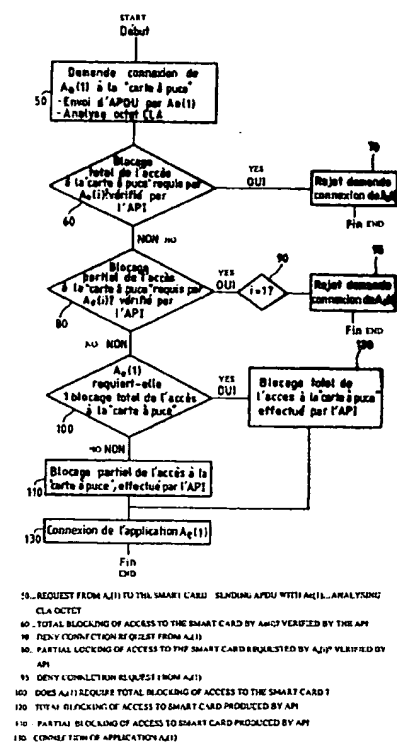 START
Début
Demande connexion de
Ae(1) à la "carte à puce"
- Envoi d'APDU par Ae(1)
- Analyse octet CLA
50
Blocage
total de l'accès
à la "carte à puce" requis par
Ae(i)? vérifié par
l'API
60
YES
OUI
70
Rejet demande
connexion de
Fin END
NON NO
Blocage
partiel de l'accès
à la "carte à puce" requis par
Ae(i)? vérifié par
l'API
80
YES
OUI
90
i=1?
95
Rejet demande
connexion de
Fin END
NO NON
Ae(1)
requiert-elle
1 blocage total de l'accès
à la "carte à puce"
100
YES
OUI
Blocage total de
l'accès à la "carte à puce"
effectué par l'API
NO NON
Blocage partiel de l'accès à la
"carte à puce", effectué par l'API
110
130
Connexion de l'application Ae(1)
Fin
END
50... REQUEST FROM Ae(1) TO THE SMART CARD SENDING APDU WITH Ae(1)... ANALYSING
CLA OCTET
60 TOTAL BLOCKING OF ACCESS TO THE SMART CARD BY VERIFIED BY THE API
DENY CONNECTION REQUEST FROM Ae(1)
80. PARTIAL LOCKING OF ACCESS TO THE SMART CARD REQUESTED BY Ae(i)? VERIFIED BY
API
95 DENY CONNECTION REQUEST FROM Ae(1)
100 DOES Ae(1) REQUIRE TOTAL BLOCKING OF ACCESS TO THE SMART CARD ?
120 TOTAL BLOCKING OF ACCESS TO SMART CARD PRODUCED BY API
110 PARTIAL BLOCKING OF ACCESS TO SMART CARD PRODUCED BY API
130 CONNECTION OF APPLICATION Ae(1)